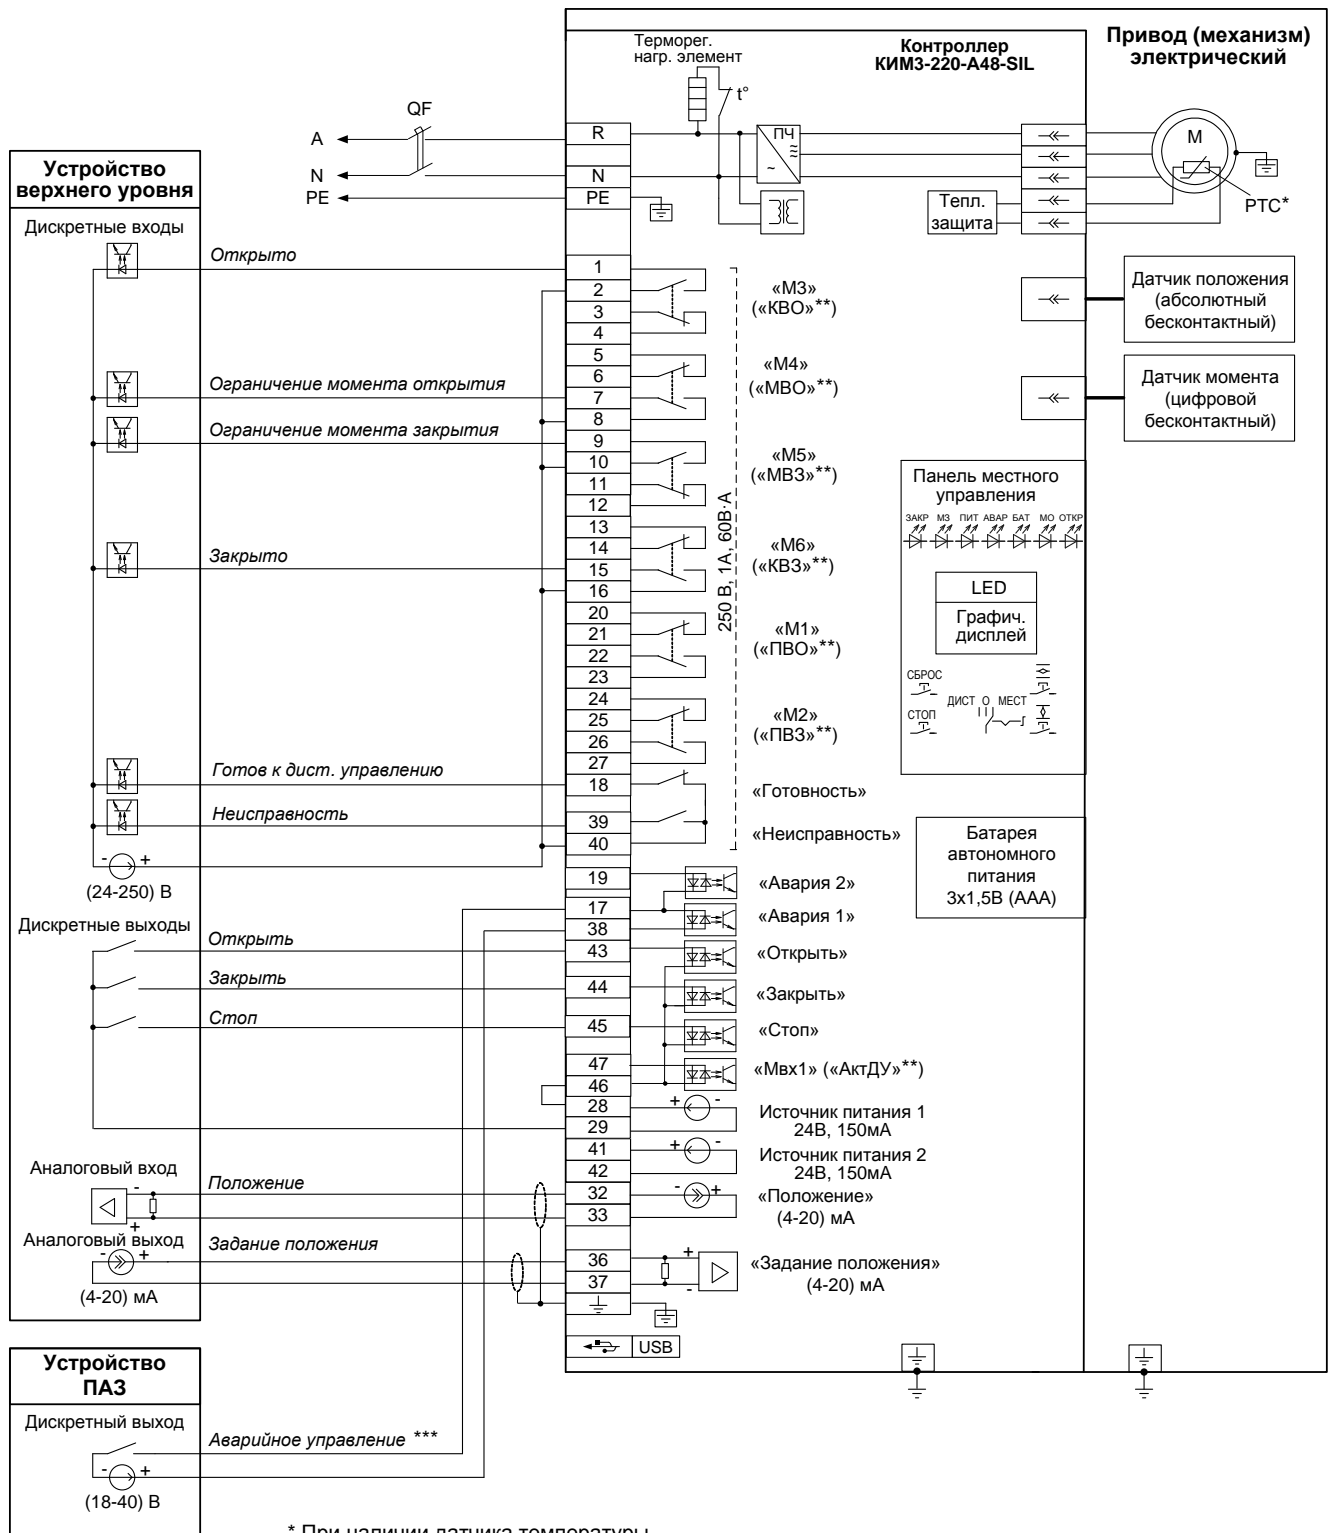 Терморег.
нагр. элемент
Контроллер
КИМ3-220-А48-SIL
Привод (механизм)
электрический
t°
QF
A
N
PE
R
N
PE
ПЧ
≈
~
M
PTC*
Тепл.
защита
Устройство
верхнего уровня
Дискретные входы
Открыто
1
2
3
4
«М3»
(«КВО»**)
Датчик положения
(абсолютный
бесконтактный)
5
6
7
8
«М4»
(«МВО»**)
Ограничение момента открытия
Датчик момента
(цифровой
бесконтактный)
Ограничение момента закрытия
9
10
11
12
«М5»
(«МВЗ»**)
250 В, 1А, 60В·А
Панель местного
управления
ЗАКР МЗ ПИТ АВАР БАТ МО ОТКР
LED
Графич.
дисплей
СБРОС
СТОП
ДИСТ О МЕСТ
Закрыто
13
14
15
16
«М6»
(«КВЗ»**)
20
21
22
23
«М1»
(«ПВО»**)
24
25
26
27
«М2»
(«ПВЗ»**)
Готов к дист. управлению
18
«Готовность»
Неисправность
39
40
«Неисправность»
Батарея
автономного
питания
3х1,5В (ААА)
- +
(24-250) В
19
«Авария 2»
17
38
«Авария 1»
Дискретные выходы
Открыть
43
«Открыть»
Закрыть
44
«Закрыть»
Стоп
45
«Стоп»
47
46
«Мвх1» («АктДУ»**)
28
29
+ -
Источник питания 1
24В, 150мА
41
42
+ -
Источник питания 2
24В, 150мА
Аналоговый вход
-
+
Положение
32
33
- +
«Положение»
(4-20) мА
Аналоговый выход
- +
(4-20) мА
Задание положения
36
37
+
-
«Задание положения»
(4-20) мА
USB
Устройство
ПАЗ
Дискретный выход
Аварийное управление ***
- +
(18-40) В
* При наличии датчика температуры